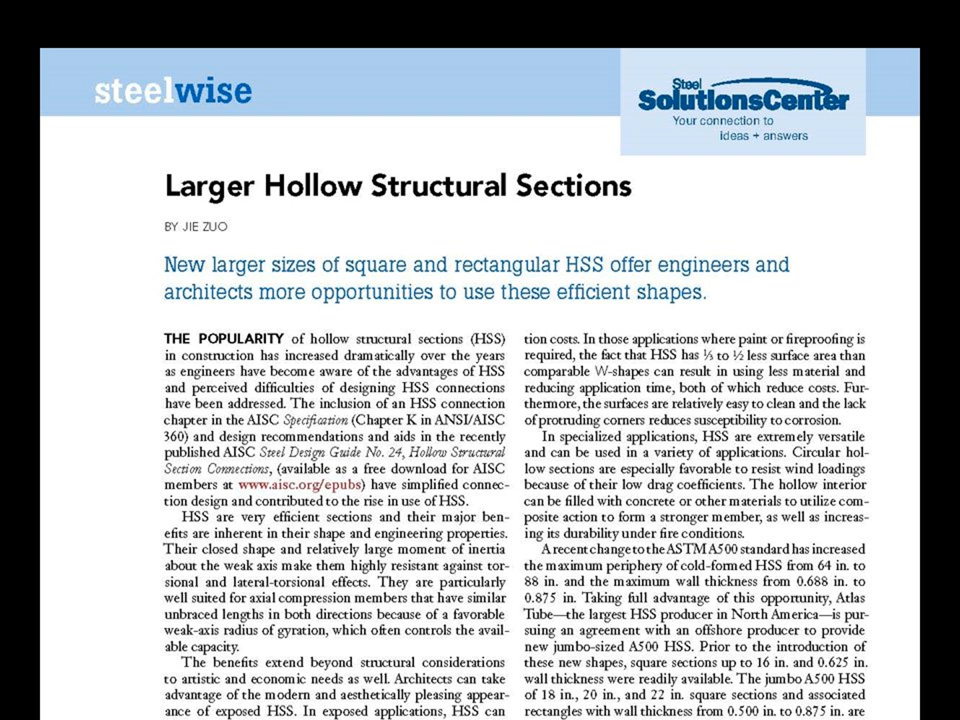 steelwise
Steel
SolutionsCenter
Your connection to
ideas + answers
Larger Hollow Structural Sections
BY JIE ZUO
New larger sizes of square and rectangular HSS offer engineers and
architects more opportunities to use these efficient shapes.
THE POPULARITY of hollow structural sections (HSS)
in construction has increased dramatically over the years
as engineers have become aware of the advantages of HSS
and perceived difficulties of designing HSS connections
have been addressed. The inclusion of an HSS connection
chapter in the AISC Specification (Chapter K in ANSI/AISC
360) and design recommendations and aids in the recently
published AISC Steel Design Guide No. 24, Hollow Structural
Section Connections, (available as a free download for AISC
members at www.aisc.org/epubs) have simplified connec-
tion design and contributed to the rise in use of HSS.
HSS are very efficient sections and their major ben-
efits are inherent in their shape and engineering properties.
Their closed shape and relatively large moment of inertia
about the weak axis make them highly resistant against tor-
sional and lateral-torsional effects. They are particularly
well suited for axial compression members that have similar
unbraced lengths in both directions because of a favorable
weak-axis radius of gyration, which often controls the avail-
able capacity.
The benefits extend beyond structural considerations
to artistic and economic needs as well. Architects can take
advantage of the modern and aesthetically pleasing appear-
ance of exposed HSS. In exposed applications, HSS can
tion costs. In those applications where paint or fireproofing is
required, the fact that HSS has ⅓ to ½ less surface area than
comparable W-shapes can result in using less material and
reducing application time, both of which reduce costs. Fur-
thermore, the surfaces are relatively easy to clean and the lack
of protruding corners reduces susceptibility to corrosion.
In specialized applications, HSS are extremely versatile
and can be used in a variety of applications. Circular hol-
low sections are especially favorable to resist wind loadings
because of their low drag coefficients. The hollow interior
can be filled with concrete or other materials to utilize com-
posite action to form a stronger member, as well as increas-
ing its durability under fire conditions.
A recent change to the ASTM A500 standard has increased
the maximum periphery of cold-formed HSS from 64 in. to
88 in. and the maximum wall thickness from 0.688 in. to
0.875 in. Taking full advantage of this opportunity, Atlas
Tube—the largest HSS producer in North America—is pur-
suing an agreement with an offshore producer to provide
new jumbo-sized A500 HSS. Prior to the introduction of
these new shapes, square sections up to 16 in. and 0.625 in.
wall thickness were readily available. The jumbo A500 HSS
of 18 in., 20 in., and 22 in. square sections and associated
rectangles with wall thickness from 0.500 in. to 0.875 in. are